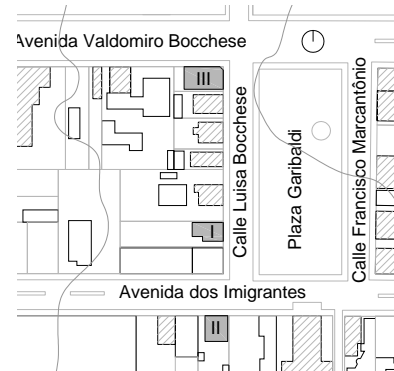 Avenida Valdomiro Bocchese
III
Calle Luisa Bocchese
Plaza Garibaldi
Calle Francisco Marcantônio
I
Avenida dos Imigrantes
II